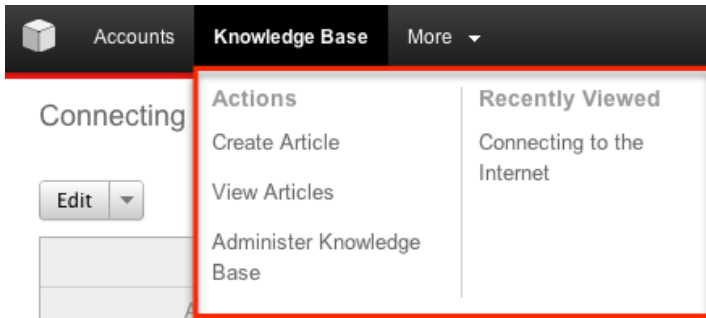 Accounts
Knowledge Base
More
Connecting
Edit
Actions
Create Article
View Articles
Administer Knowledge
Base
Recently Viewed
Connecting to the
Internet
A